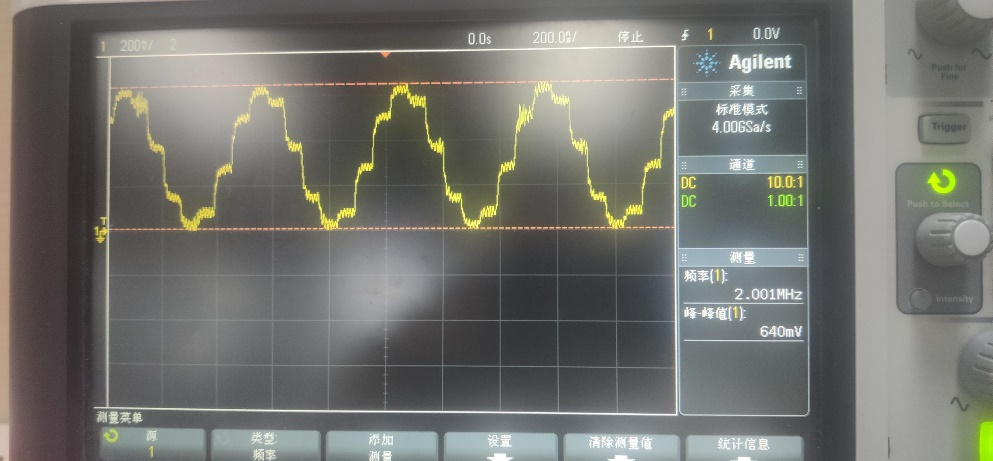 1 200㎷/ 2 0.0s 200.0㎱/ 停止 1 0.0V
Agilent
采集
标准模式
4.00GSa/s
通道
DC 10.0:1
DC 1.00:1
测量
频率(1):
2.001MHz
峰-峰值(1):
640mV
测量菜单
源
1
类型:
频率
添加
测量
设置
清除测量值
统计信息
Push for
Fine
Trigger
Push to Select
Intensity